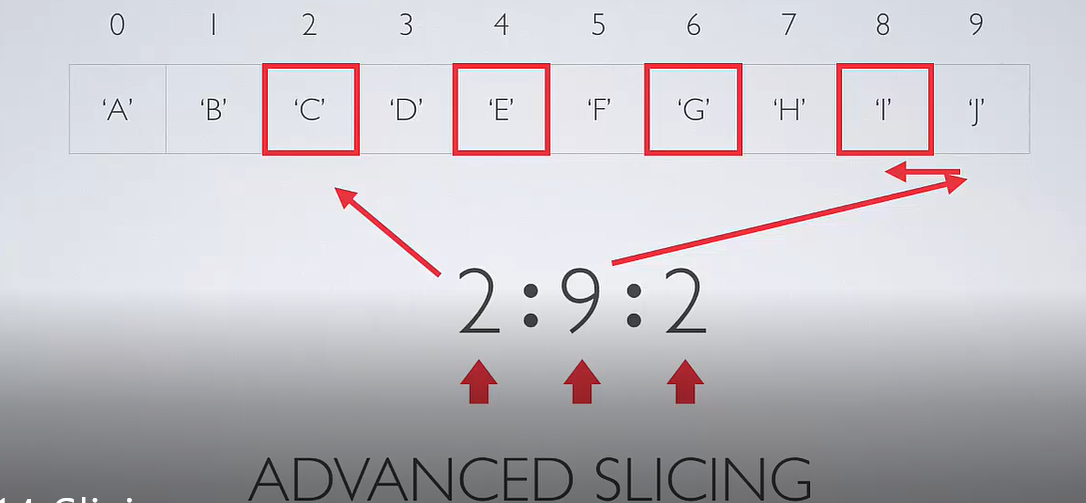 0 1 2 3 4 5 6 7 8 9
‘A’ ‘B’ ‘C’ ‘D’ ‘E’ ‘F’ ‘G’ ‘H’ ‘I’ ‘J’
2:9:2
ADVANCED SLICING